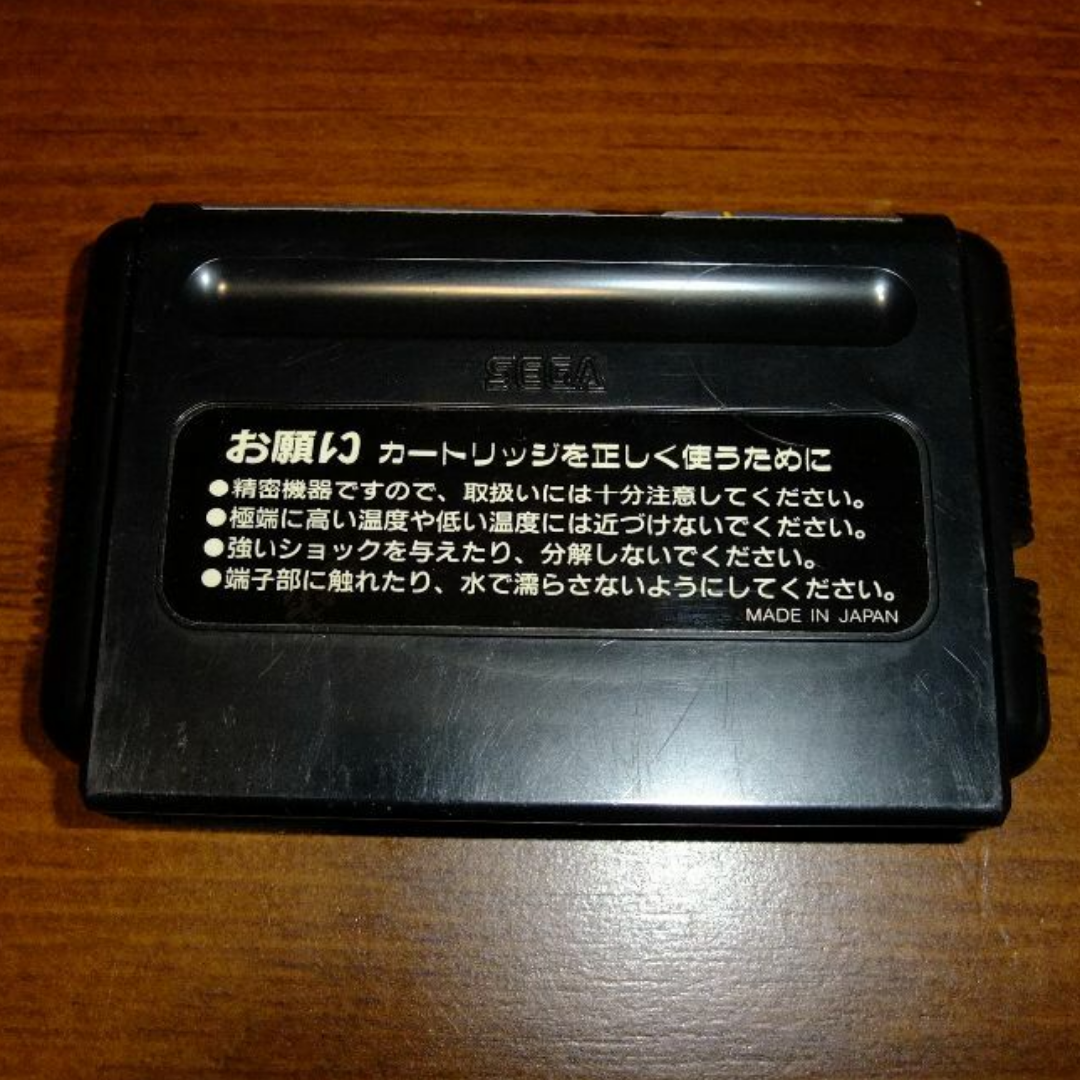 SEGA
お願い カートリッジを正しく使うために
●精密機器ですので、取扱いには十分注意してください。
●極端に高い温度や低い温度には近づけないでください。
●強いショックを与えたり、分解しないでください。
●端子部に触れたり、水で濡らさないようにしてください。
MADE IN JAPAN